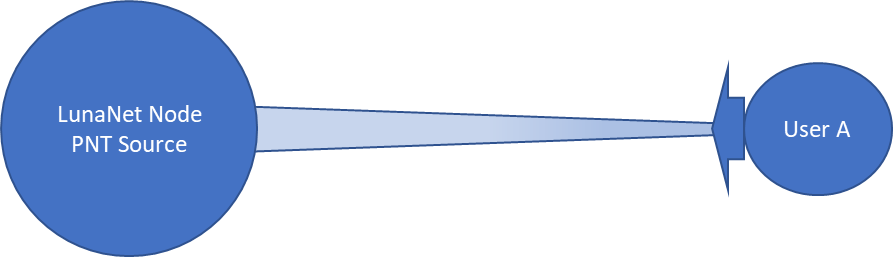 LunaNet Node
PNT Source
User A